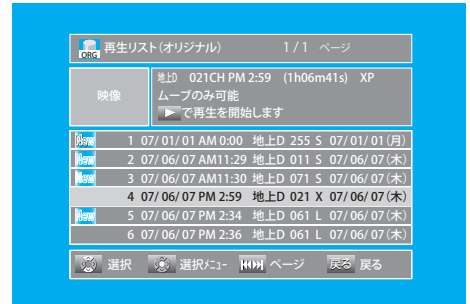 ORG 再生リスト(オリジナル) 1/1 ページ
映像
地上D 021CH PM 2:59 (1h06m41s) XP
ムーブのみ可能
▶で再生を開始します
New 1 07/01/01 AM 0:00 地上D 255 S 07/01/01(月)
New 2 07/06/07 AM11:29 地上D 011 S 07/06/07(木)
New 3 07/06/07 AM11:30 地上D 071 S 07/06/07(木)
4 07/06/07 PM 2:59 地上D 021 X 07/06/07(木)
New 5 07/06/07 PM 2:34 地上D 061 L 07/06/07(木)
6 07/06/07 PM 2:36 地上D 061 L 07/06/07(木)
選択 選択メニュー ⏮⏭ ページ 戻る 戻る